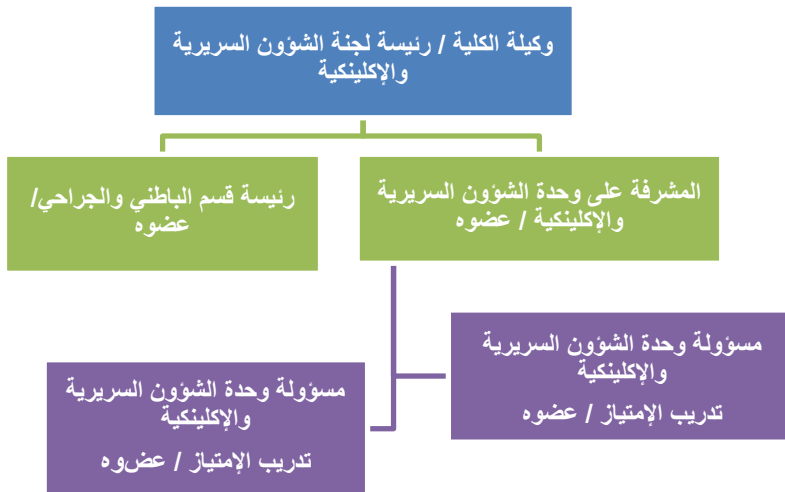 وكيلة الكلية / رئيسة لجنة الشؤون السريرية
والإكلينكية
المشرفة على وحدة الشؤون السريرية
والإكلينكية / عضوه
رئيسة قسم الباطني والجراحي/
عضوه
مسؤولة وحدة الشؤون السريرية
والإكلينكية
تدريب الإمتياز / عضوه
مسؤولة وحدة الشؤون السريرية
والإكلينكية
تدريب الإمتياز / عضوه